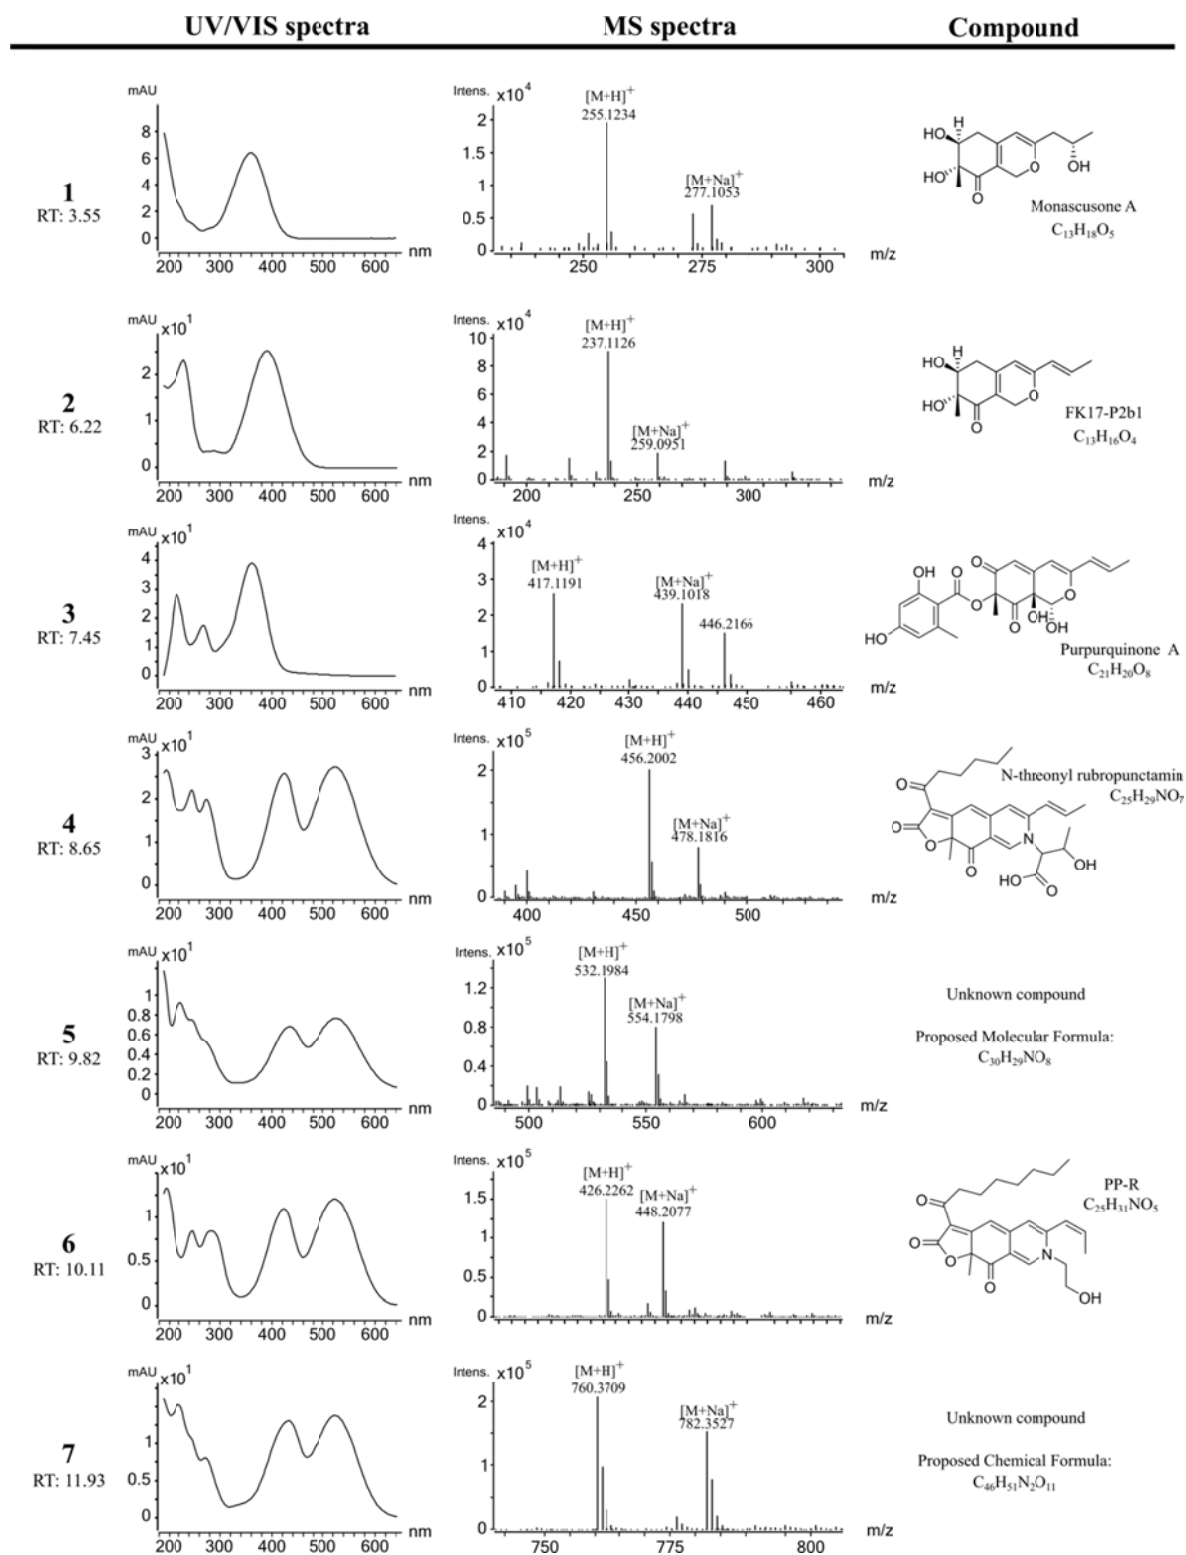 UV/VIS spectra MS spectra Compound
1
RT: 3.55
mAU
8
6
4
2
0
200 300 400 500 600 nm
Intens. x10⁴
2
1.5
1
0.5
0
[M+H]⁺
255.1234
[M+Na]⁺
277.1053
250 275 300 m/z
HO H
HO
O
O
OH
Monascusone A
C₁₃H₁₈O₅
2
RT: 6.22
mAU x10¹
2
1
0
200 300 400 500 600 nm
Intens. x10⁴
10
8
6
4
2
0
[M+H]⁺
237.1126
[M+Na]⁺
259.0951
200 250 300 m/z
HO H
HO
O
O
FK17-P2b1
C₁₃H₁₆O₄
3
RT: 7.45
mAU x10¹
4
3
2
1
0
200 300 400 500 600 nm
Intens. x10⁴
4
3
2
1
0
[M+H]⁺
417.1191
[M+Na]⁺
439.1018
446.2166
410 420 430 440 450 460 m/z
OH O O
O
O
O
OH
OH
HO
Purpurquinone A
C₂₁H₂₀O₈
4
RT: 8.65
mAU x10¹
3
2
1
0
200 300 400 500 600 nm
Intens. x10⁵
2
1
0
[M+H]⁺
456.2002
[M+Na]⁺
478.1816
400 450 500 m/z
O
O
O
O
N
OH
HO
O
N-threonyl rubropunctamin
C₂₅H₂₉NO₇
5
RT: 9.82
mAU x10¹
1
0.8
0.6
0.4
0.2
0
200 300 400 500 600 nm
Intens. x10⁵
1.2
0.8
0.4
0
[M+H]⁺
532.1984
[M+Na]⁺
554.1798
500 550 600 m/z
Unknown compound
Proposed Molecular Formula:
C₃₀H₂₉NO₈
6
RT: 10.11
mAU x10¹
1
0.5
0
200 300 400 500 600 nm
Intens. x10⁵
1.5
1
0.5
0
[M+H]⁺
426.2262
[M+Na]⁺
448.2077
m/z
O
O
O
O
N
OH
PP-R
C₂₅H₃₁NO₅
7
RT: 11.93
mAU x10¹
1
0.5
0
200 300 400 500 600 nm
Intens. x10⁵
2
1
0
[M+H]⁺
760.3709
[M+Na]⁺
782.3527
750 775 800 m/z
Unknown compound
Proposed Chemical Formula:
C₄₆H₅₁N₂O₁₁